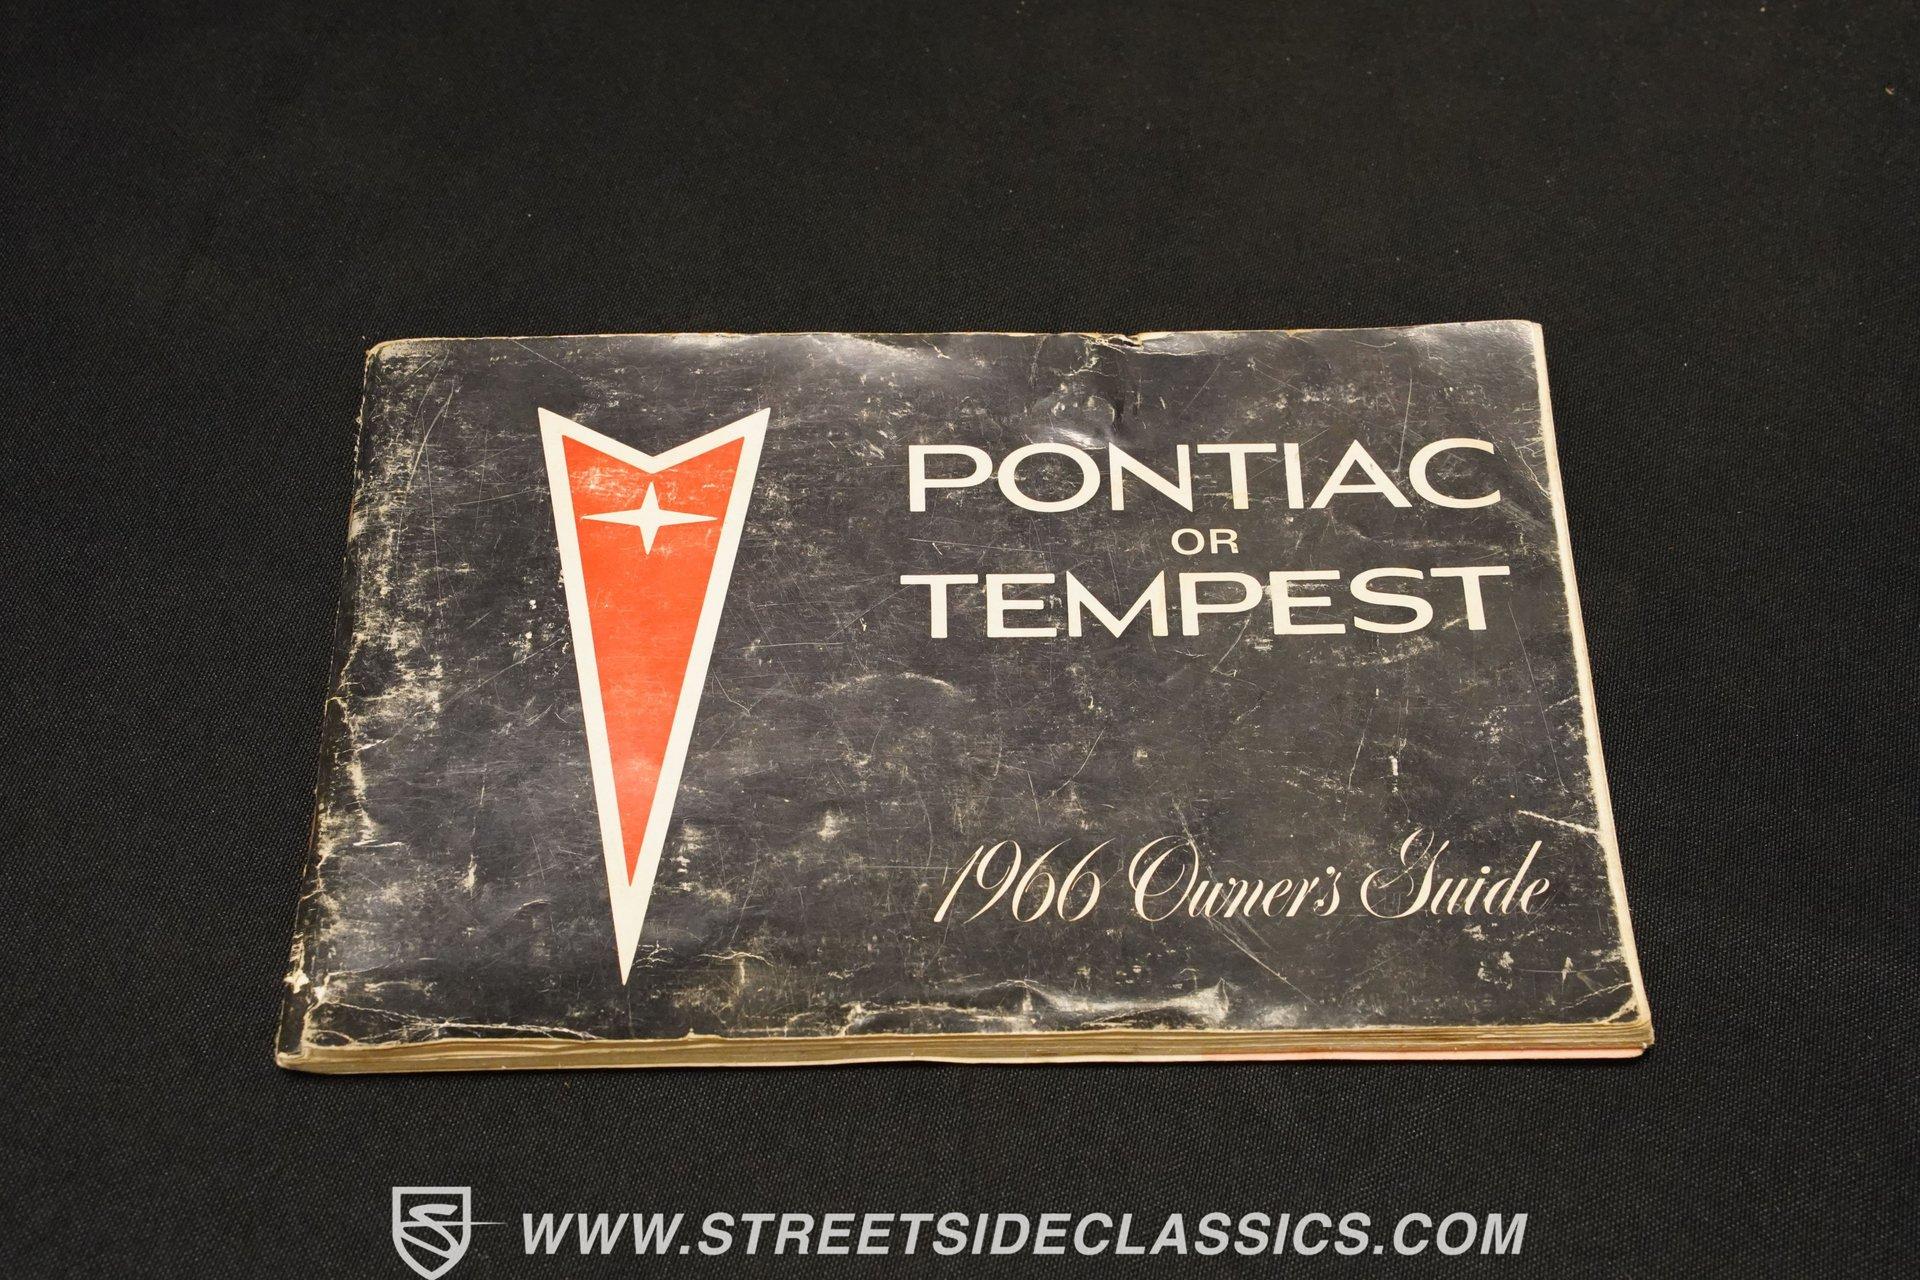 PONTIAC
OR
TEMPEST
1966 Owner's Guide
WWW.STREETSIDECLASSICS.COM